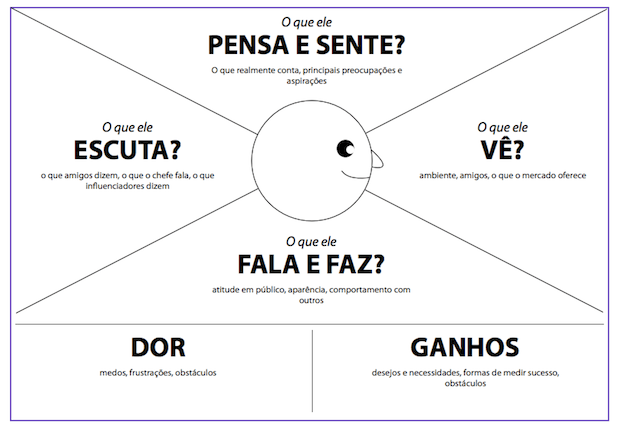 O que ele
PENSA E SENTE?
O que realmente conta, principais preocupações e
aspirações
O que ele
ESCUTA?
o que amigos dizem, o que o chefe fala, o que
influenciadores dizem
O que ele
VÊ?
ambiente, amigos, o que o mercado oferece
O que ele
FALA E FAZ?
atitude em público, aparência, comportamento com
outros
DOR
medos, frustrações, obstáculos
GANHOS
desejos e necessidades, formas de medir sucesso,
obstáculos